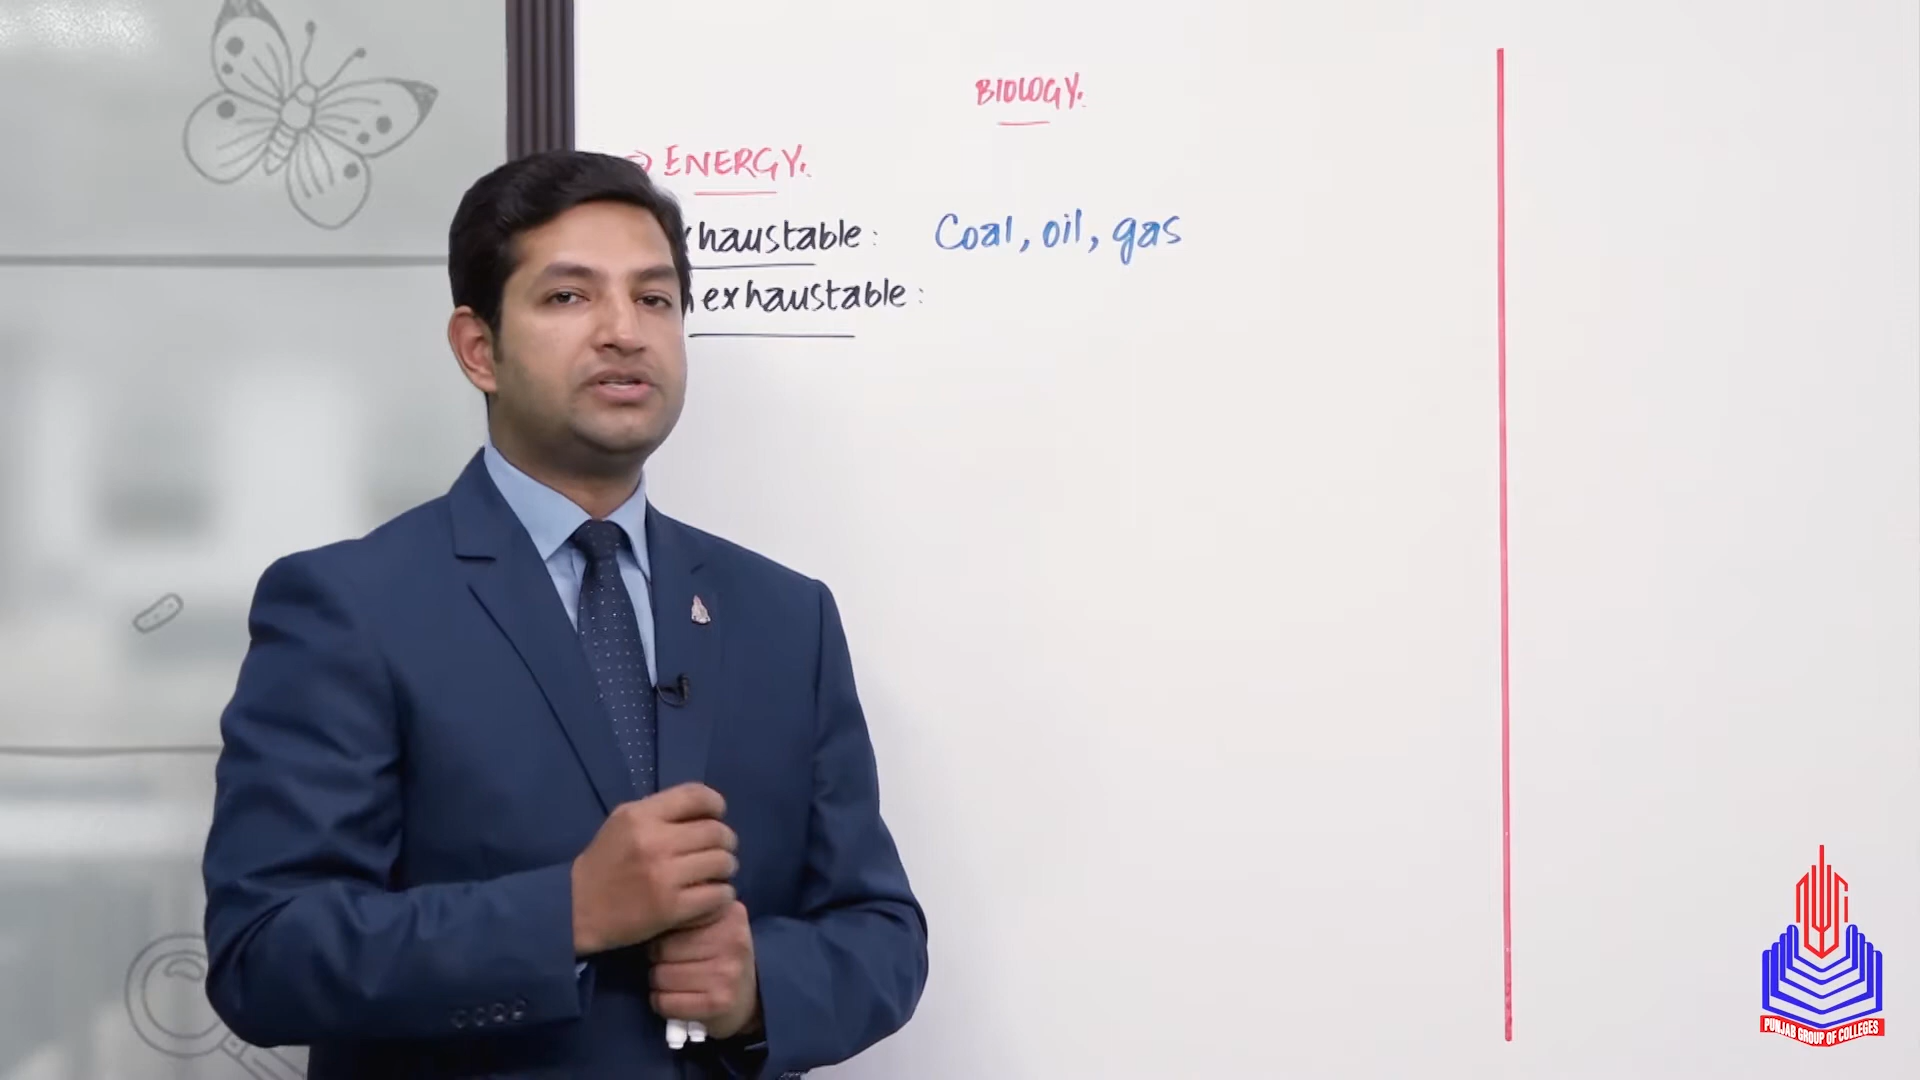 BIOLOGY.
ENERGY.
haustable: Coal, oil, gas
exhaustable:
PUNJAB GROUP OF COLLEGES